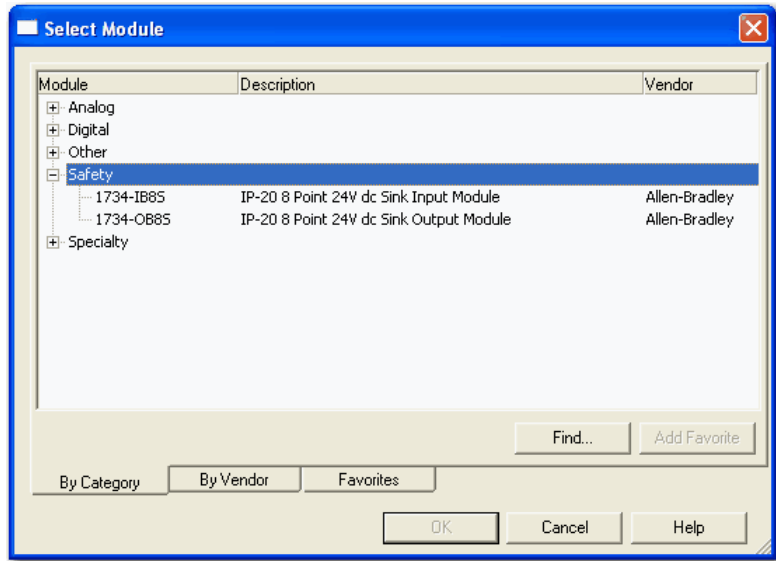 Select Module
Module Description Vendor
Analog
Digital
Other
Safety
1734-IB8S IP-20 8 Point 24V dc Sink Input Module Allen-Bradley
1734-OB8S IP-20 8 Point 24V dc Sink Output Module Allen-Bradley
Specialty
Find... Add Favorite
By Category By Vendor Favorites
OK Cancel Help